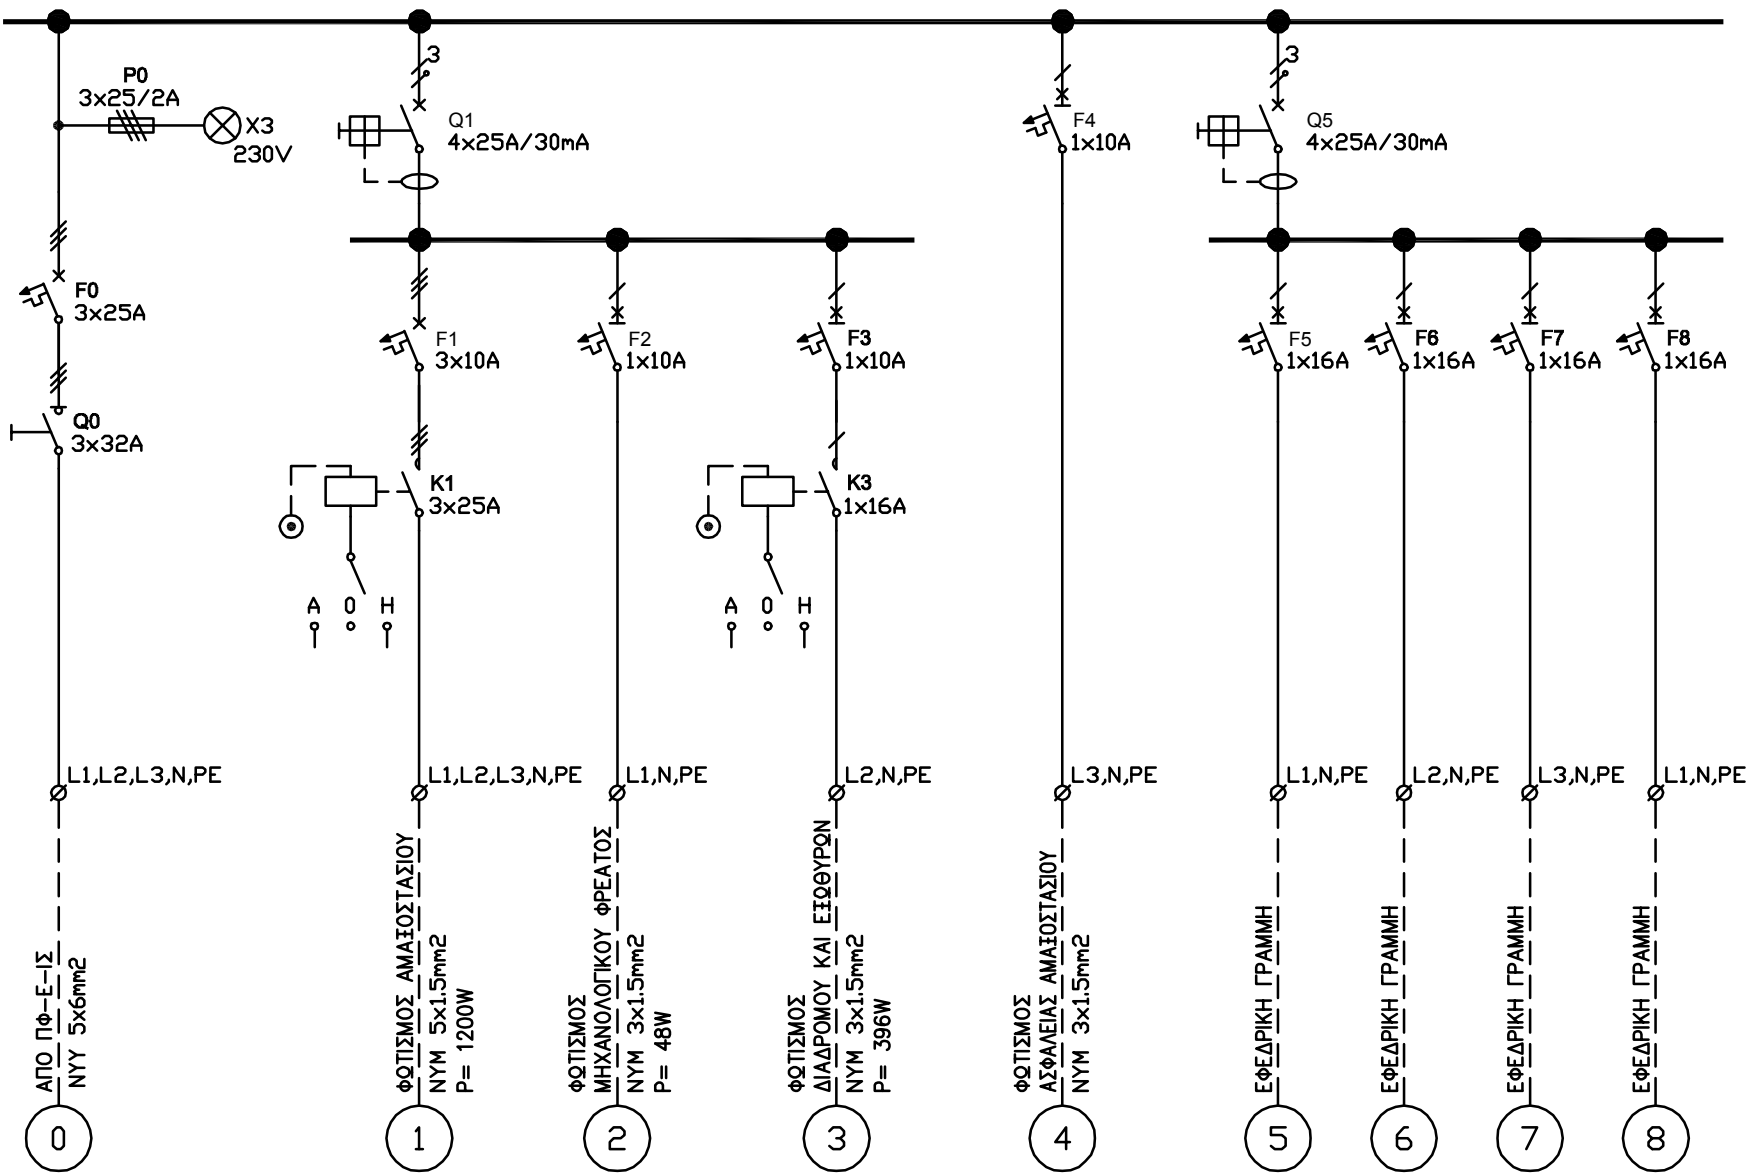 P0
3x25/2A
X3
230V
F0
3x25A
Q0
3x32A
L1,L2,L3,N,PE
ΑΠΟ ΠΦ-Ε-ΙΣ
NYY 5x6mm2
0
3
Q1
4x25A/30mA
F1
3x10A
K1
3x25A
A 0 H
L1,L2,L3,N,PE
ΦΩΤΙΣΜΟΣ ΑΜΑΞΟΣΤΑΣΙΟΥ
NYM 5x1.5mm2
P= 1200W
1
F2
1x10A
L1,N,PE
ΦΩΤΙΣΜΟΣ
ΜΗΧΑΝΟΛΟΓΙΚΟΥ ΦΡΕΑΤΟΣ
NYM 3x1.5mm2
P= 48W
2
F3
1x10A
K3
1x16A
A 0 H
L2,N,PE
ΦΩΤΙΣΜΟΣ
ΔΙΑΔΡΟΜΟΥ ΚΑΙ ΕΞΩΘΥΡΩΝ
NYM 3x1.5mm2
P= 396W
3
F4
1x10A
L3,N,PE
ΦΩΤΙΣΜΟΣ
ΑΣΦΑΛΕΙΑΣ ΑΜΑΞΟΣΤΑΣΙΟΥ
NYM 3x1.5mm2
4
3
Q5
4x25A/30mA
F5
1x16A
L1,N,PE
ΕΦΕΔΡΙΚΗ ΓΡΑΜΜΗ
5
F6
1x16A
L2,N,PE
ΕΦΕΔΡΙΚΗ ΓΡΑΜΜΗ
6
F7
1x16A
L3,N,PE
ΕΦΕΔΡΙΚΗ ΓΡΑΜΜΗ
7
F8
1x16A
L1,N,PE
ΕΦΕΔΡΙΚΗ ΓΡΑΜΜΗ
8